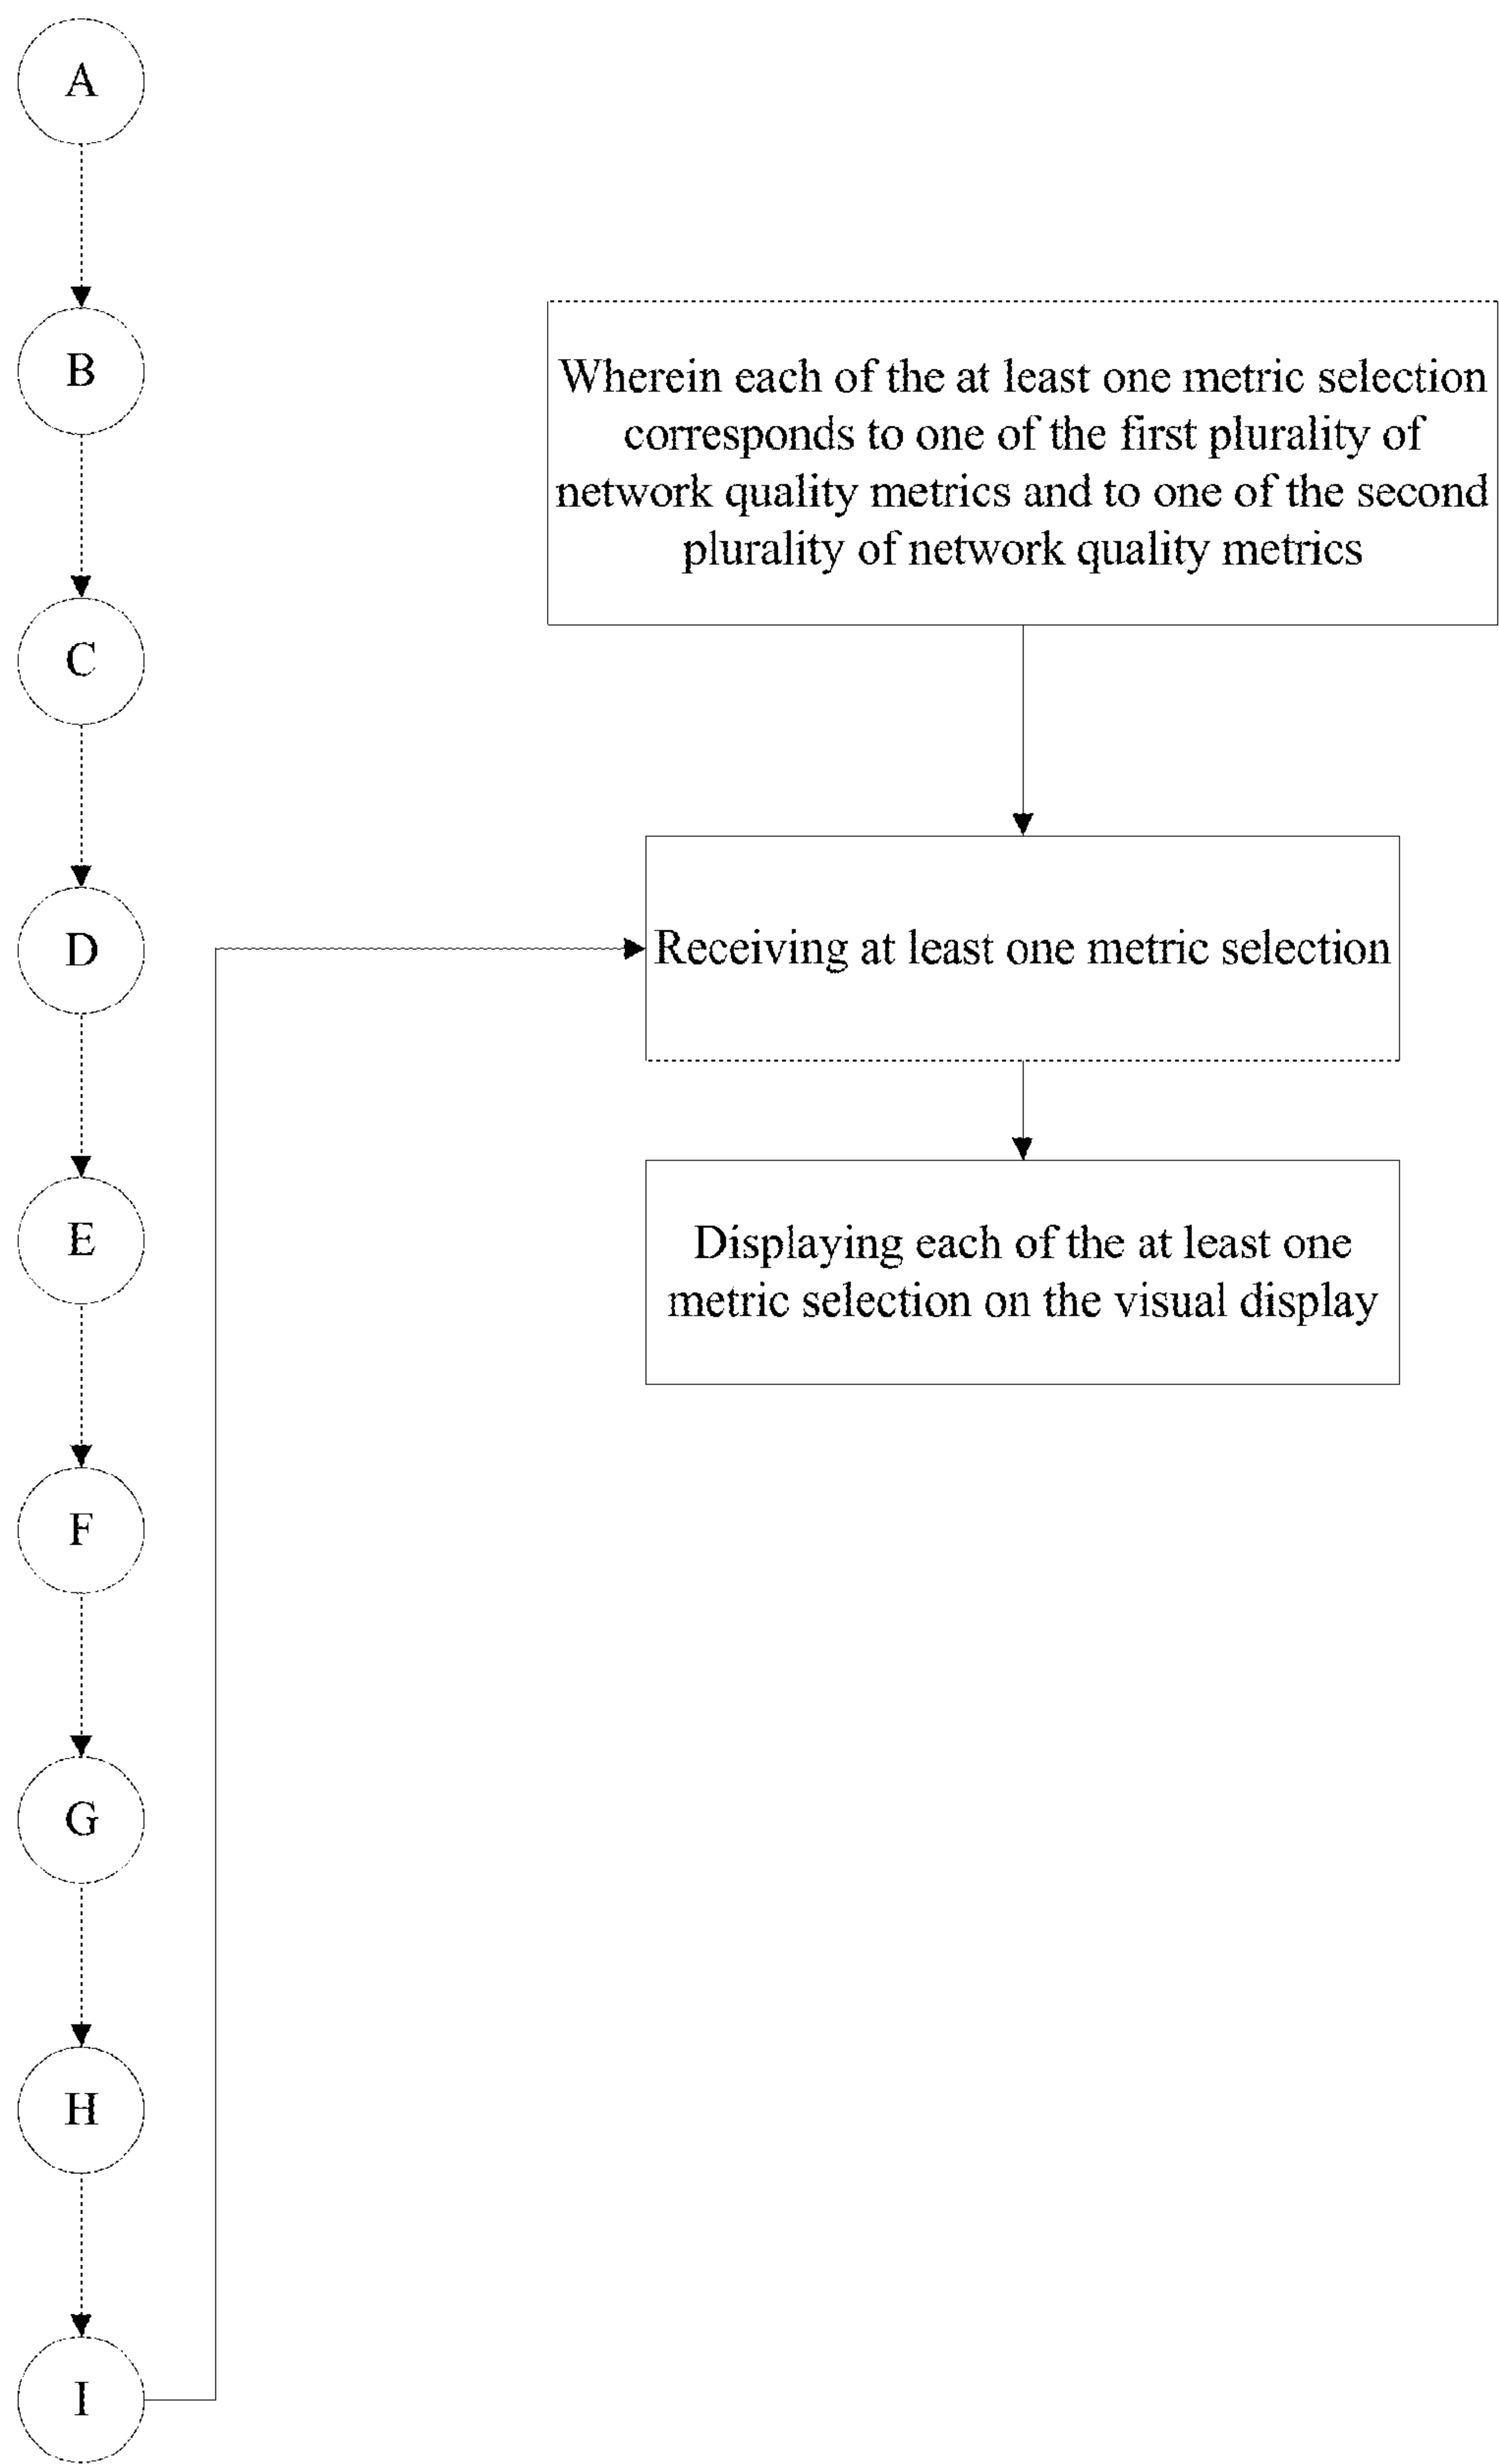 A
B
C
D
E
F
G
H
I
Wherein each of the at least one metric selection
corresponds to one of the first plurality of
network quality metrics and to one of the second
plurality of network quality metrics
Receiving at least one metric selection
Displaying each of the at least one
metric selection on the visual display